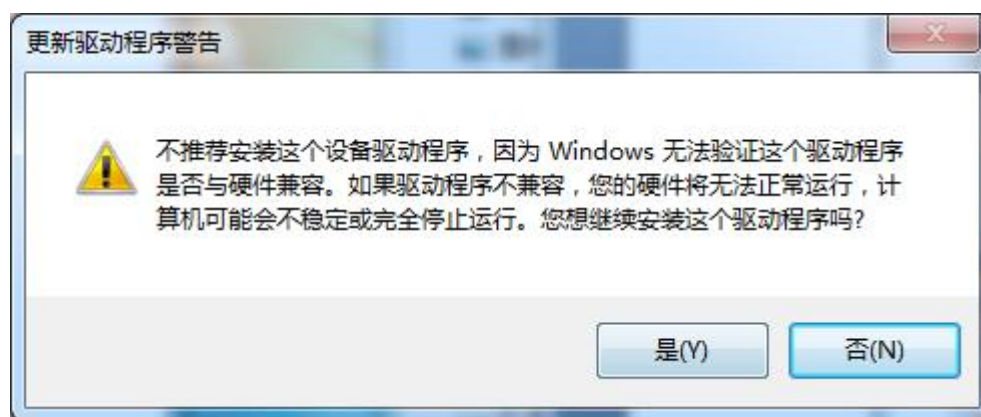 更新驱动程序警告
不推荐安装这个设备驱动程序，因为 Windows 无法验证这个驱动程序
是否与硬件兼容。如果驱动程序不兼容，您的硬件将无法正常运行，计
算机可能会不稳定或完全停止运行。您想继续安装这个驱动程序吗?
是(Y)
否(N)